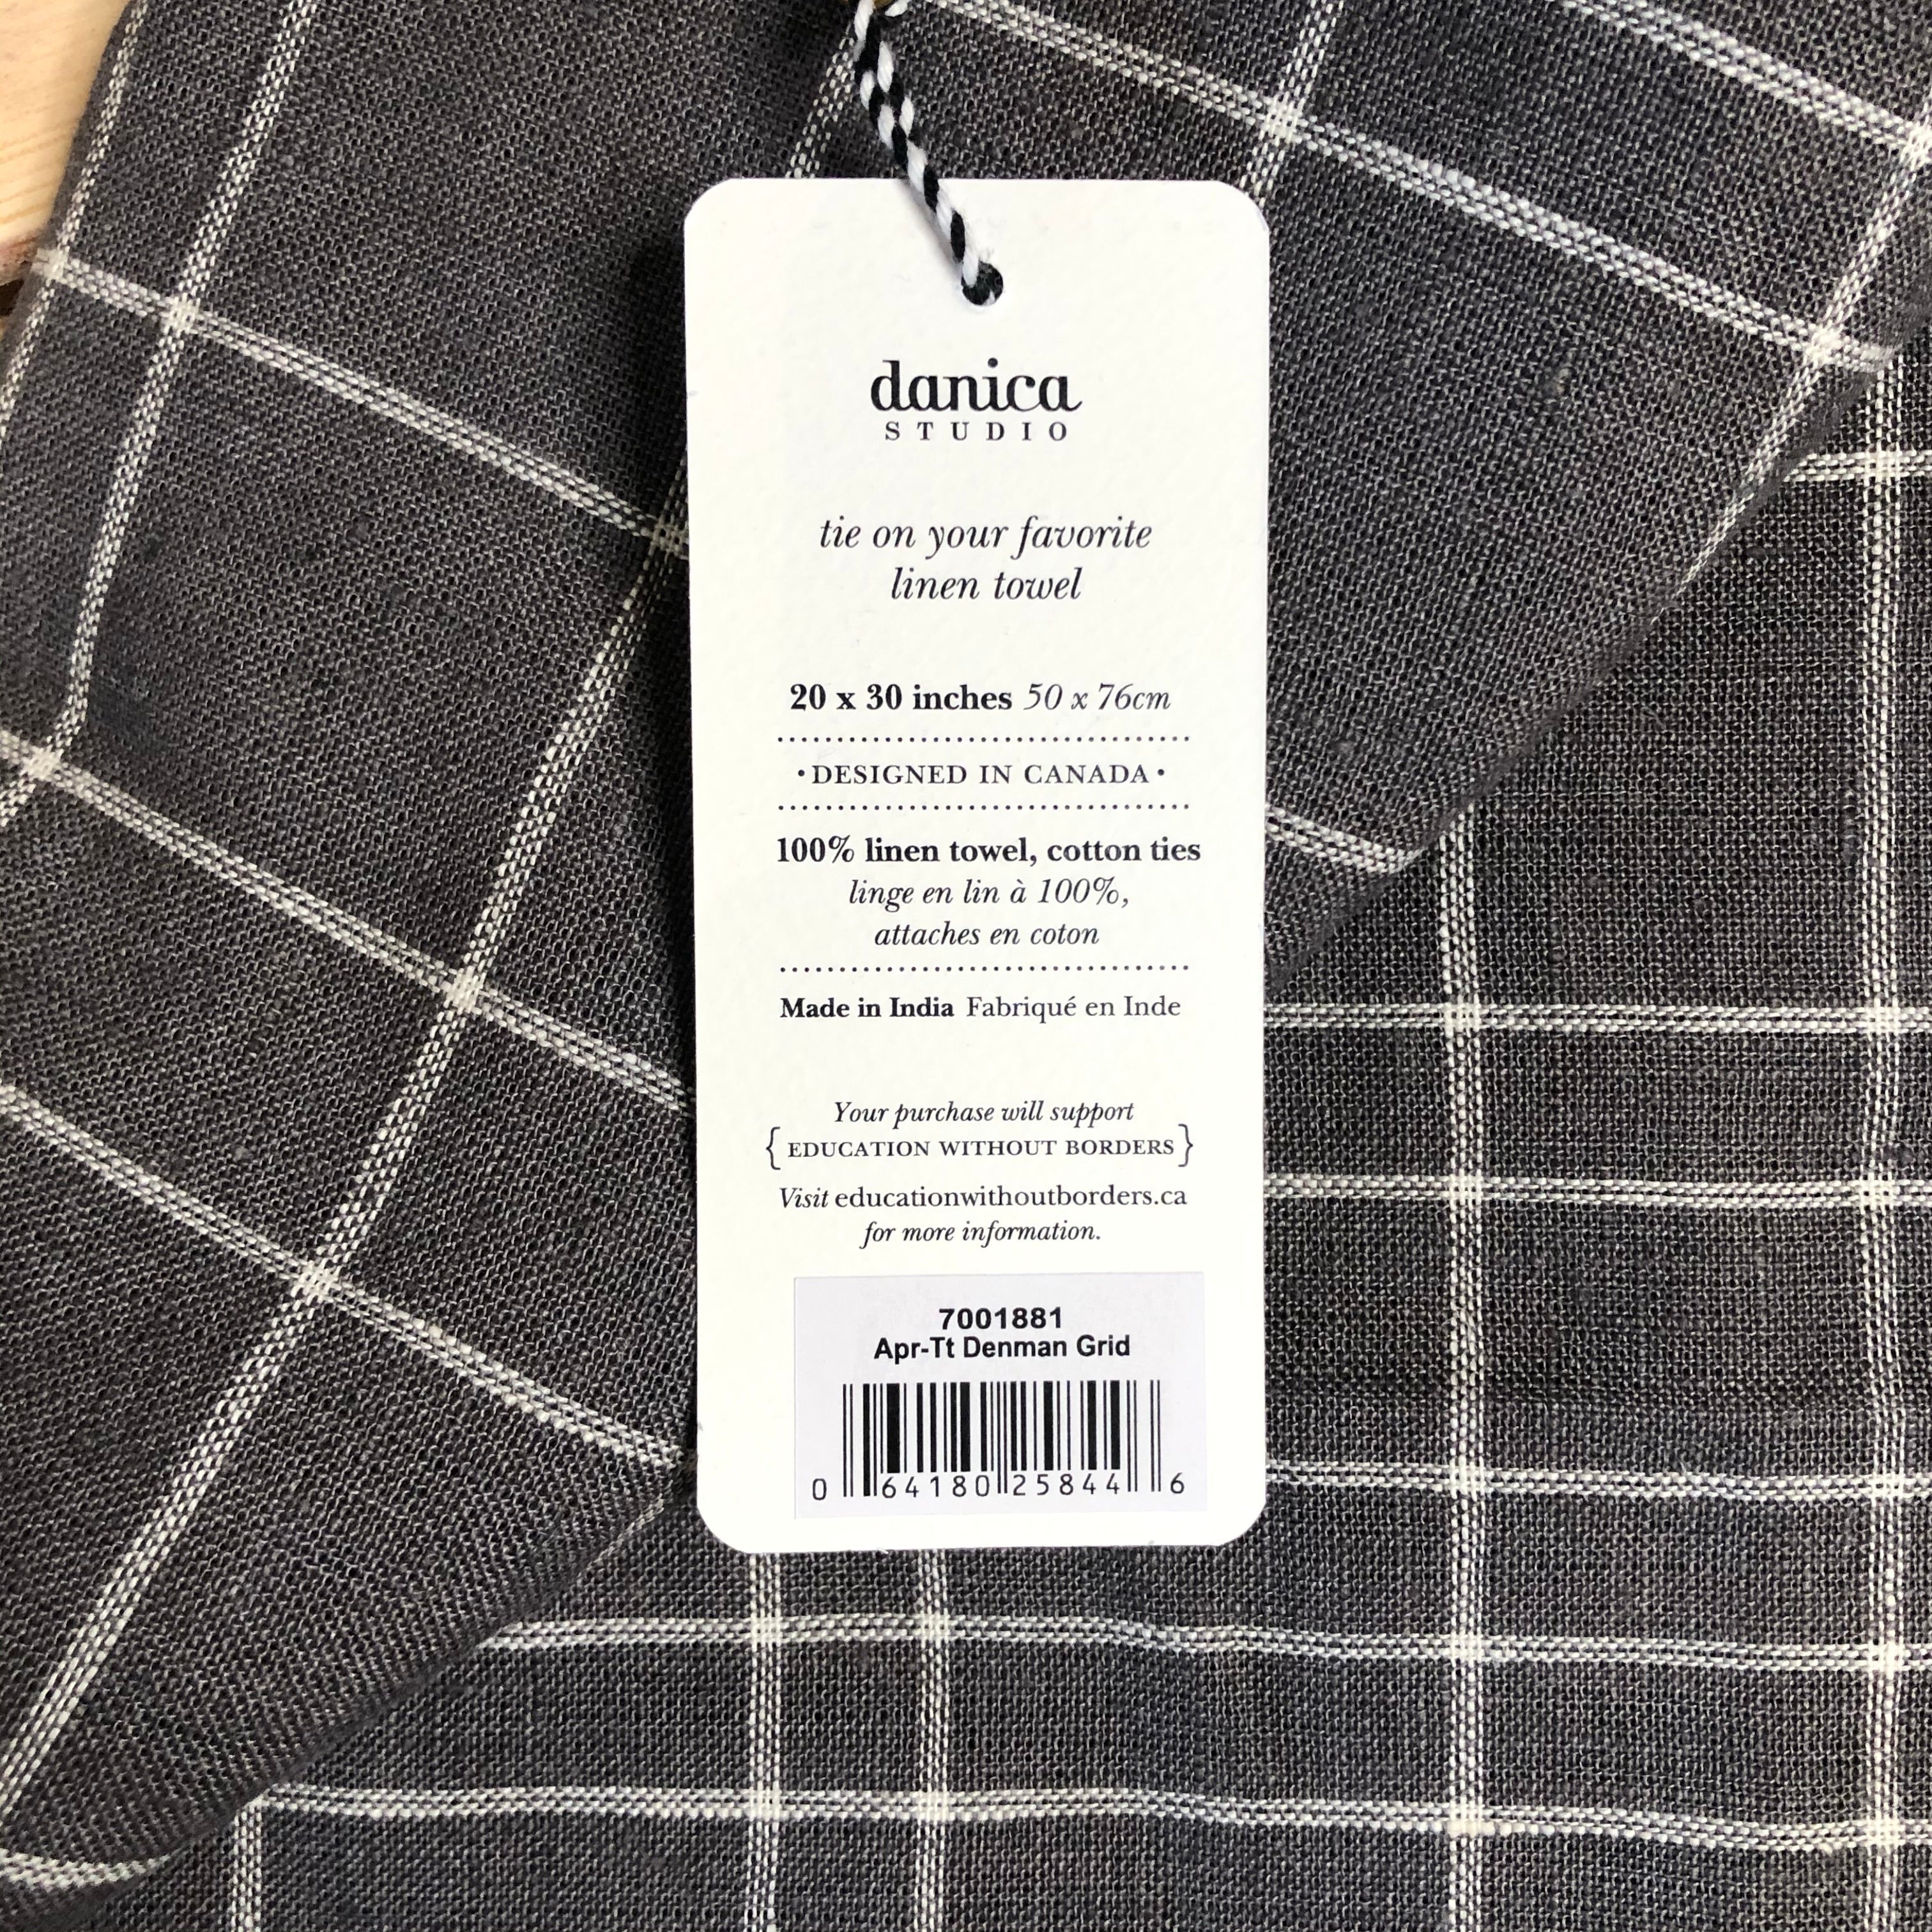 danica
STUDIO
tie on your favorite
linen towel
20 x 30 inches 50 x 76cm
• DESIGNED IN CANADA •
100% linen towel, cotton ties
linge en lin à 100%,
attaches en coton
Made in India Fabriqué en Inde
Your purchase will support
{ EDUCATION WITHOUT BORDERS }
Visit educationwithoutborders.ca
for more information.
7001881
Apr-Tt Denman Grid
0 64180 25844 6